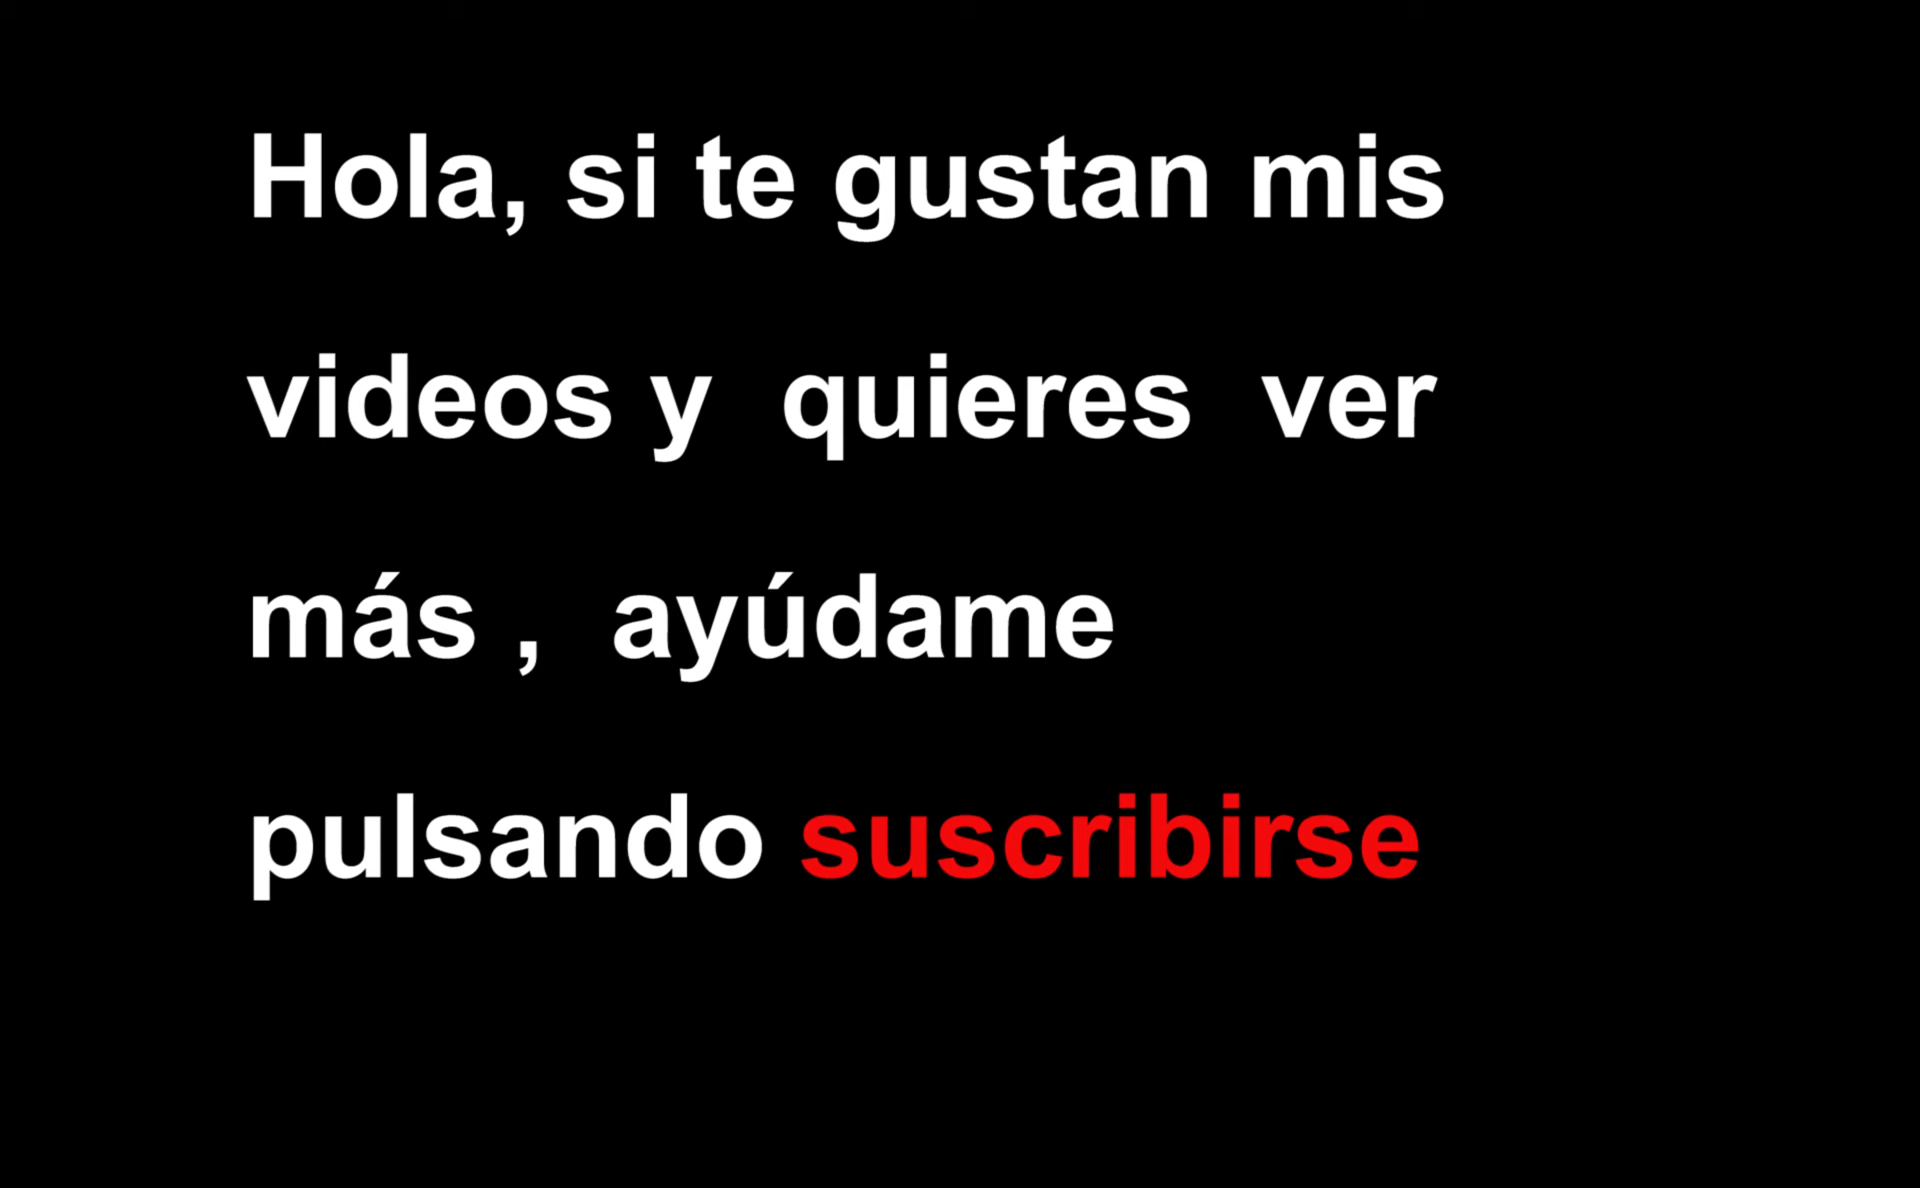 Hola, si te gustan mis
videos y  quieres  ver
más ,  ayúdame
pulsando suscribirse